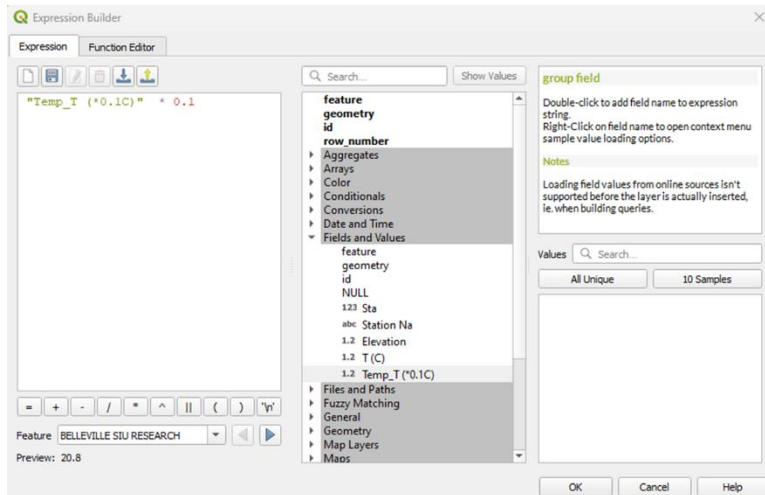 Expression Builder
Expression
Function Editor
"Temp_T (*0.1C)" * 0.1
= + - / * ^ || ( ) '\n'
Feature BELLEVILLE SIU RESEARCH
Preview: 20.8
Search...
Show Values
feature
geometry
id
row_number
Aggregates
Arrays
Color
Conditionals
Conversions
Date and Time
Fields and Values
feature
geometry
id
NULL
123 Sta
abc Station Na
1.2 Elevation
1.2 T (C)
1.2 Temp_T (*0.1C)
Files and Paths
Fuzzy Matching
General
Geometry
Map Layers
Maps
group field
Double-click to add field name to expression
string.
Right-Click on field name to open context menu
sample value loading options.
Notes
Loading field values from online sources isn't
supported before the layer is actually inserted,
ie. when building queries.
Values Search...
All Unique
10 Samples
OK
Cancel
Help